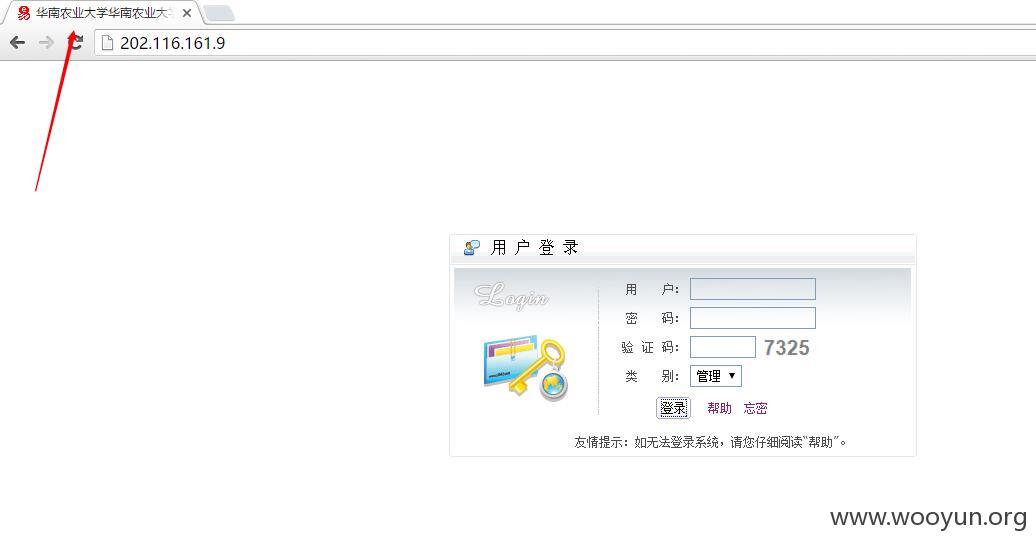 华南农业大学华南农业大学
202.116.161.9
用 户 登 录
Login
用 户：
密 码：
验 证 码： 7325
类 别： 管理
登录 帮助 忘密
友情提示：如无法登录系统，请您仔细阅读“帮助”。
www.wooyun.org